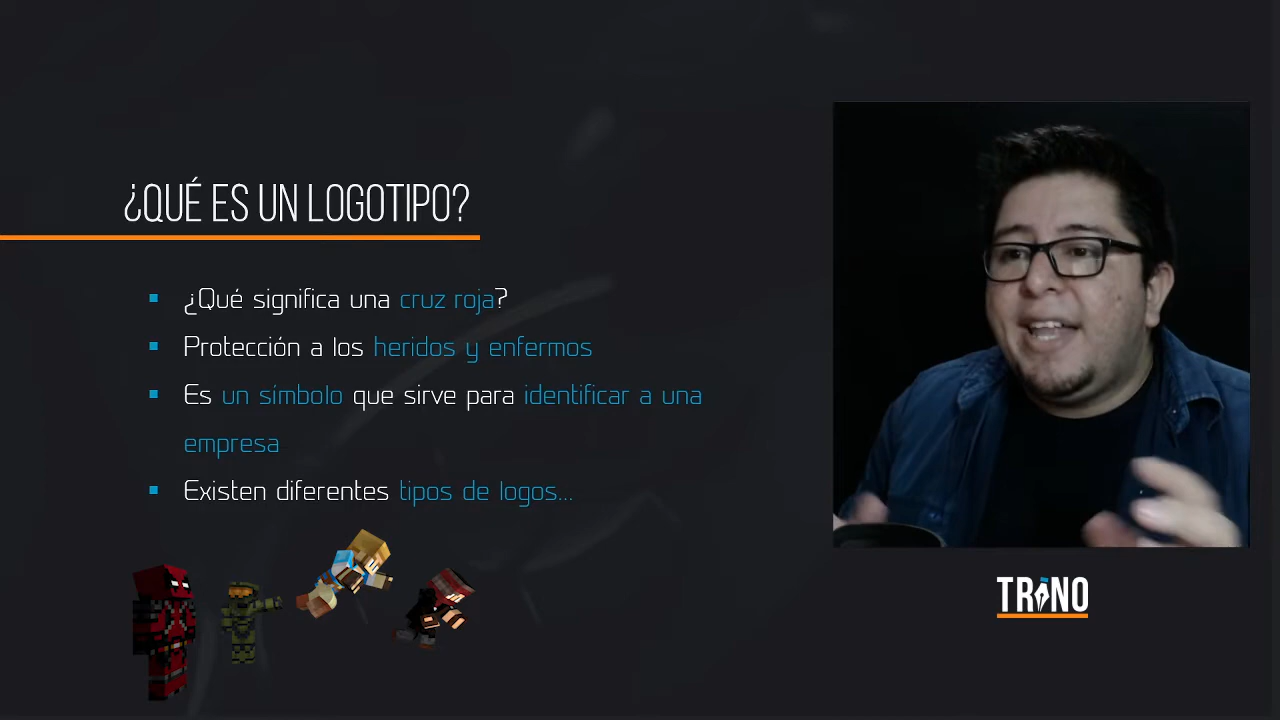 ¿QUÉ ES UN LOGOTIPO?
¿Qué significa una cruz roja?
Protección a los heridos y enfermos
Es un símbolo que sirve para identificar a una
empresa
Existen diferentes tipos de logos...
TRINO